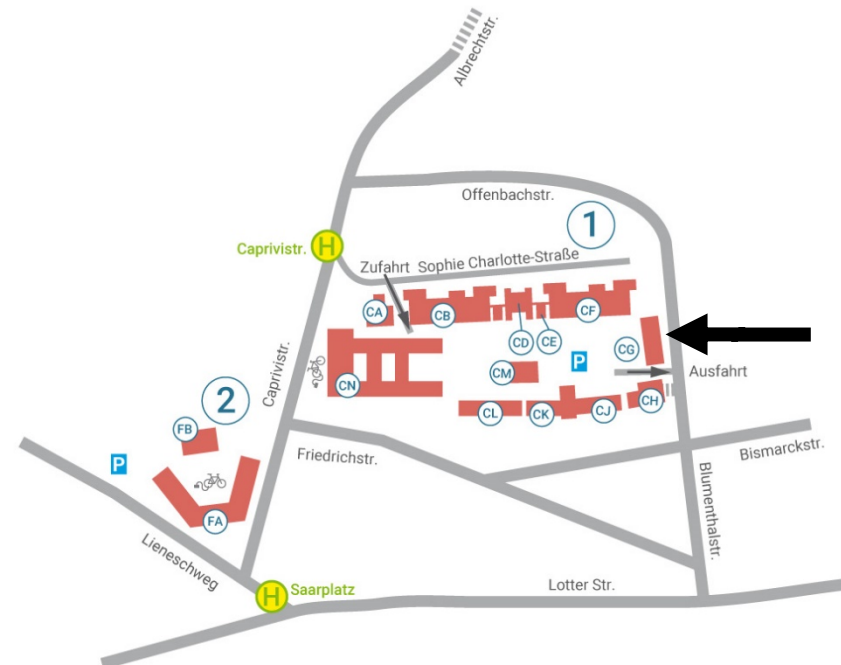 Albrechtstr.
Offenbachstr.
1
Caprivistr.
H
Zufahrt
Sophie Charlotte-Straße
CA
CB
CD
CE
CF
CG
P
Ausfahrt
CM
CN
CL
CK
CJ
CH
Caprivistr.
2
FB
P
FA
Friedrichstr.
Bismarckstr.
Blumenthalstr.
Lieneschweg
H
Saarplatz
Lotter Str.